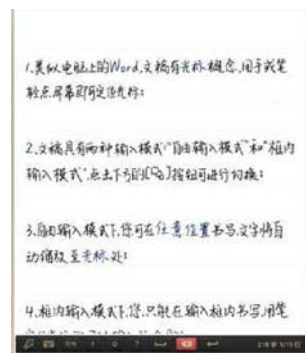 1.类似电脑上的Word,文稿有光标概念,用手或笔
轻点屏幕即可定位光标;
2.文稿具有两种输入模式:"自由输入模式"和"框内
输入模式".点击下方的[ ]按钮可进行切换;
3.自由输入模式下,您可在任意位置书写,文字将自
动缩放至光标处;
4.框内输入模式下,您只能在输入框内书写,用笔